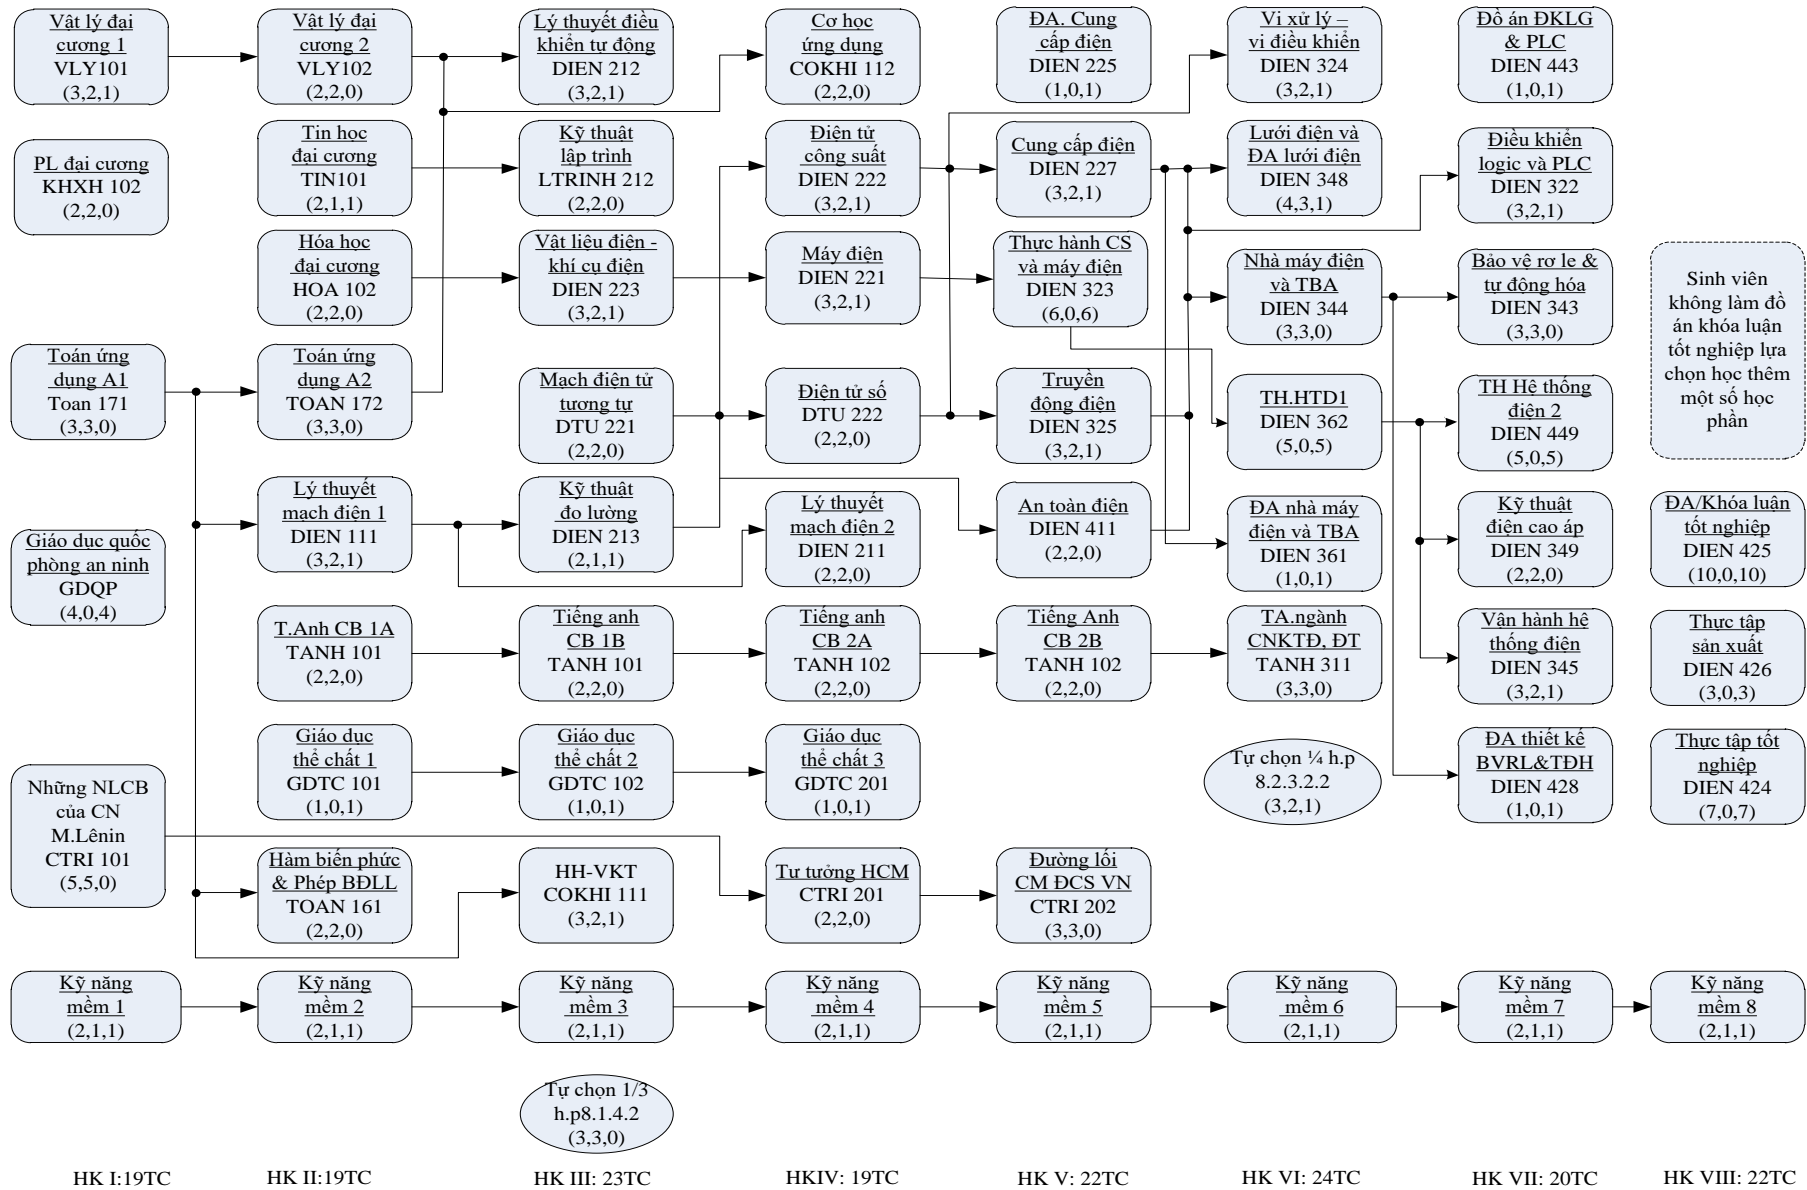 Vật lý đại
cương 1
VLY101
(3,2,1)
Vật lý đại
cương 2
VLY102
(2,2,0)
Lý thuyết điều
khiển tự động
DIEN 212
(3,2,1)
Cơ học
ứng dụng
COKHI 112
(2,2,0)
ĐA. Cung
cấp điện
DIEN 225
(1,0,1)
Vi xử lý –
vi điều khiển
DIEN 324
(3,2,1)
Đồ án ĐKLG
& PLC
DIEN 443
(1,0,1)
PL đại cương
KHXH 102
(2,2,0)
Tin học
đại cương
TIN101
(2,1,1)
Kỹ thuật
lập trình
LTRINH 212
(2,2,0)
Điện tử
công suất
DIEN 222
(3,2,1)
Cung cấp điện
DIEN 227
(3,2,1)
Lưới điện và
ĐA lưới điện
DIEN 348
(4,3,1)
Điều khiển
logic và PLC
DIEN 322
(3,2,1)
Hóa học
đại cương
HOA 102
(2,2,0)
Vật liệu điện -
khí cụ điện
DIEN 223
(3,2,1)
Máy điện
DIEN 221
(3,2,1)
Thực hành CS
và máy điện
DIEN 323
(6,0,6)
Nhà máy điện
và TBA
DIEN 344
(3,3,0)
Bảo vệ rơ le &
tự động hóa
DIEN 343
(3,3,0)
Sinh viên
không làm đồ
án khóa luận
tốt nghiệp lựa
chọn học thêm
một số học
phần
Toán ứng
dụng A1
Toan 171
(3,3,0)
Toán ứng
dụng A2
TOAN 172
(3,3,0)
Mạch điện tử
tương tự
DTU 221
(2,2,0)
Điện tử số
DTU 222
(2,2,0)
Truyền
động điện
DIEN 325
(3,2,1)
TH.HTD1
DIEN 362
(5,0,5)
TH Hệ thống
điện 2
DIEN 449
(5,0,5)
Giáo dục quốc
phòng an ninh
GDQP
(4,0,4)
Lý thuyết
mạch điện 1
DIEN 111
(3,2,1)
Kỹ thuật
đo lường
DIEN 213
(2,1,1)
Lý thuyết
mạch điện 2
DIEN 211
(2,2,0)
An toàn điện
DIEN 411
(2,2,0)
ĐA nhà máy
điện và TBA
DIEN 361
(1,0,1)
Kỹ thuật
điện cao áp
DIEN 349
(2,2,0)
ĐA/Khóa luận
tốt nghiệp
DIEN 425
(10,0,10)
T.Anh CB 1A
TANH 101
(2,2,0)
Tiếng anh
CB 1B
TANH 101
(2,2,0)
Tiếng anh
CB 2A
TANH 102
(2,2,0)
Tiếng Anh
CB 2B
TANH 102
(2,2,0)
TA.ngành
CNKTĐ, ĐT
TANH 311
(3,3,0)
Vận hành hệ
thống điện
DIEN 345
(3,2,1)
Thực tập
sản xuất
DIEN 426
(3,0,3)
Những NLCB
của CN
M.Lênin
CTRI 101
(5,5,0)
Giáo dục
thể chất 1
GDTC 101
(1,0,1)
Giáo dục
thể chất 2
GDTC 102
(1,0,1)
Giáo dục
thể chất 3
GDTC 201
(1,0,1)
Tự chọn ¼ h.p
8.2.3.2.2
(3,2,1)
ĐA thiết kế
BVRL&TĐH
DIEN 428
(1,0,1)
Thực tập tốt
nghiệp
DIEN 424
(7,0,7)
Hàm biến phức
& Phép BĐLL
TOAN 161
(2,2,0)
HH-VKT
COKHI 111
(3,2,1)
Tư tưởng HCM
CTRI 201
(2,2,0)
Đường lối
CM ĐCS VN
CTRI 202
(3,3,0)
Kỹ năng
mềm 1
(2,1,1)
Kỹ năng
mềm 2
(2,1,1)
Kỹ năng
mềm 3
(2,1,1)
Kỹ năng
mềm 4
(2,1,1)
Kỹ năng
mềm 5
(2,1,1)
Kỹ năng
mềm 6
(2,1,1)
Kỹ năng
mềm 7
(2,1,1)
Kỹ năng
mềm 8
(2,1,1)
Tự chọn 1/3
h.p8.1.4.2
(3,3,0)
HK I:19TC
HK II:19TC
HK III: 23TC
HKIV: 19TC
HK V: 22TC
HK VI: 24TC
HK VII: 20TC
HK VIII: 22TC